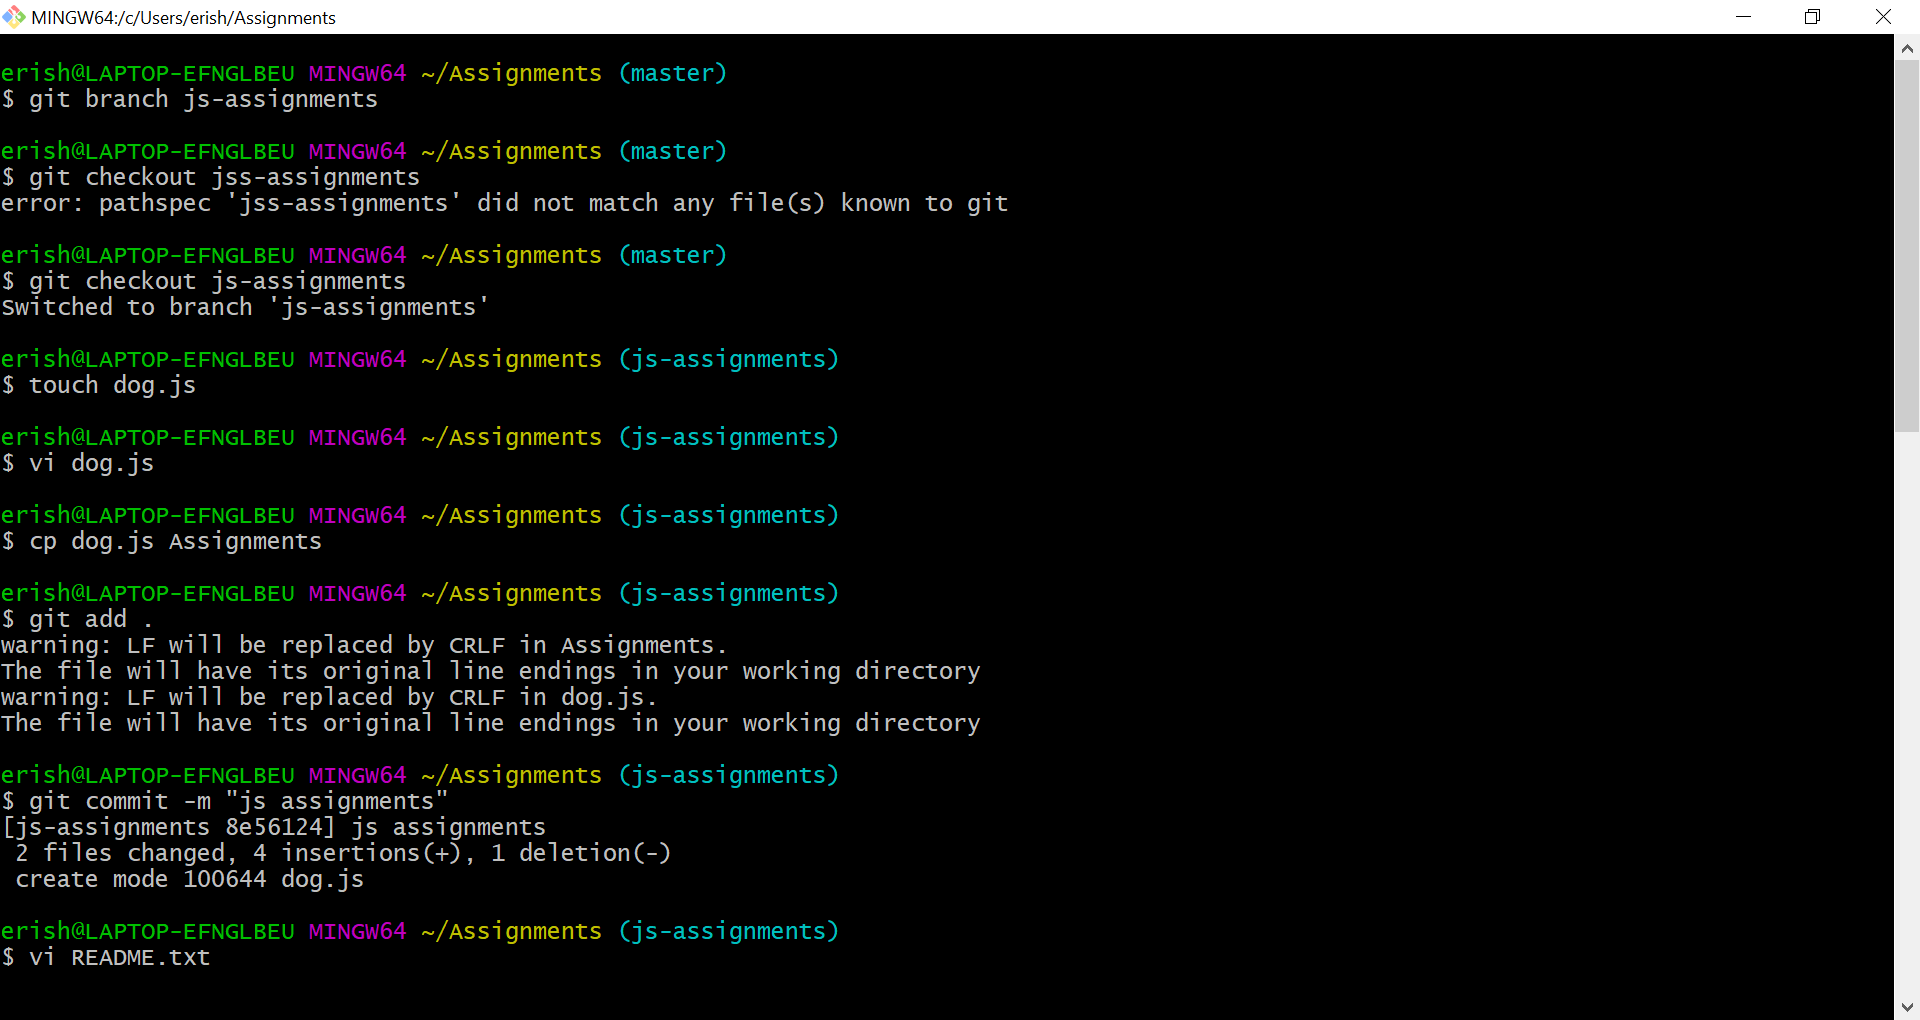 MINGW64:/c/Users/erish/Assignments
erish@LAPTOP-EFNGLBEU MINGW64 ~/Assignments (master)
$ git branch js-assignments
erish@LAPTOP-EFNGLBEU MINGW64 ~/Assignments (master)
$ git checkout jss-assignments
error: pathspec 'jss-assignments' did not match any file(s) known to git
erish@LAPTOP-EFNGLBEU MINGW64 ~/Assignments (master)
$ git checkout js-assignments
Switched to branch 'js-assignments'
erish@LAPTOP-EFNGLBEU MINGW64 ~/Assignments (js-assignments)
$ touch dog.js
erish@LAPTOP-EFNGLBEU MINGW64 ~/Assignments (js-assignments)
$ vi dog.js
erish@LAPTOP-EFNGLBEU MINGW64 ~/Assignments (js-assignments)
$ cp dog.js Assignments
erish@LAPTOP-EFNGLBEU MINGW64 ~/Assignments (js-assignments)
$ git add .
warning: LF will be replaced by CRLF in Assignments.
The file will have its original line endings in your working directory
warning: LF will be replaced by CRLF in dog.js.
The file will have its original line endings in your working directory
erish@LAPTOP-EFNGLBEU MINGW64 ~/Assignments (js-assignments)
$ git commit -m "js assignments"
[js-assignments 8e56124] js assignments
 2 files changed, 4 insertions(+), 1 deletion(-)
 create mode 100644 dog.js
erish@LAPTOP-EFNGLBEU MINGW64 ~/Assignments (js-assignments)
$ vi README.txt